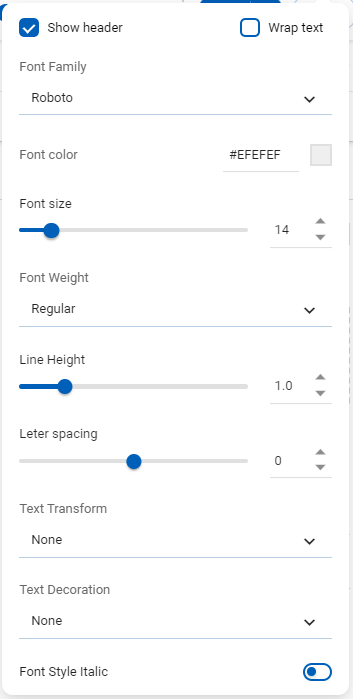 Show header Wrap text
Font Family
Roboto
Font color #EFEFEF
Font size
14
Font Weight
Regular
Line Height
1.0
Leter spacing
0
Text Transform
None
Text Decoration
None
Font Style Italic